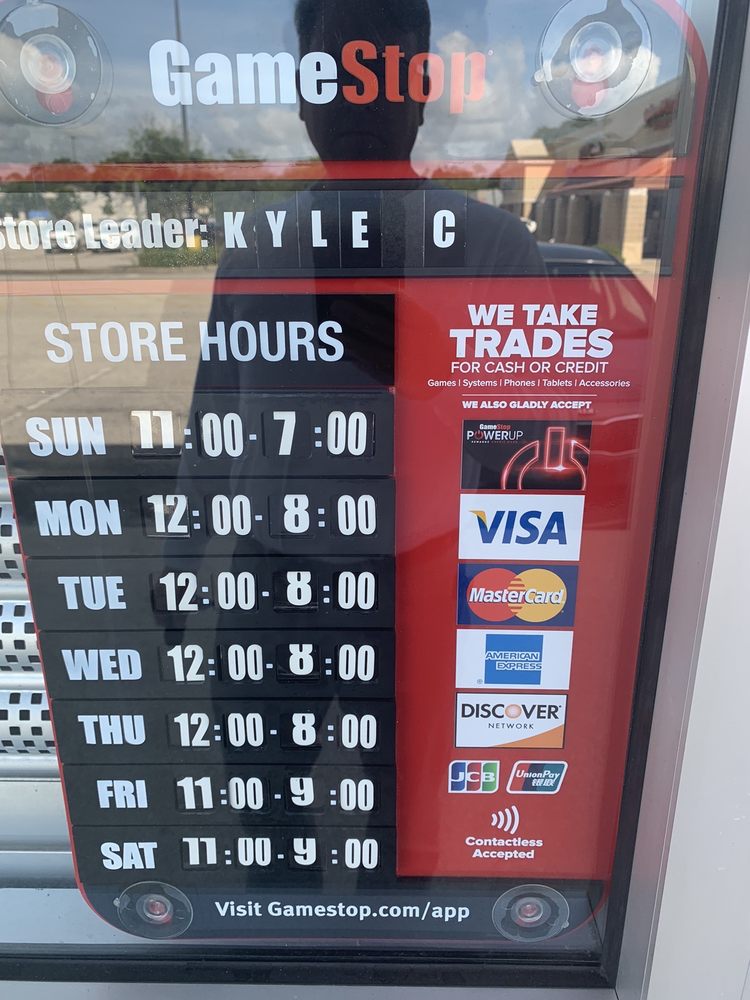 GameStop
Store Leader: KYLE C
STORE HOURS
SUN 11:00-7:00
MON 12:00-8:00
TUE 12:00-8:00
WED 12:00-8:00
THU 12:00-8:00
FRI 11:00-9:00
SAT 11:00-9:00
WE TAKE
TRADES
FOR CASH OR CREDIT
Games | Systems | Phones | Tablets | Accessories
WE ALSO GLADLY ACCEPT
GameStop
POWERUP
REWARDS
VISA
MasterCard
AMERICAN
EXPRESS
DISCOVER
NETWORK
JCB
UnionPay
银联
Contactless
Accepted
Visit Gamestop.com/app